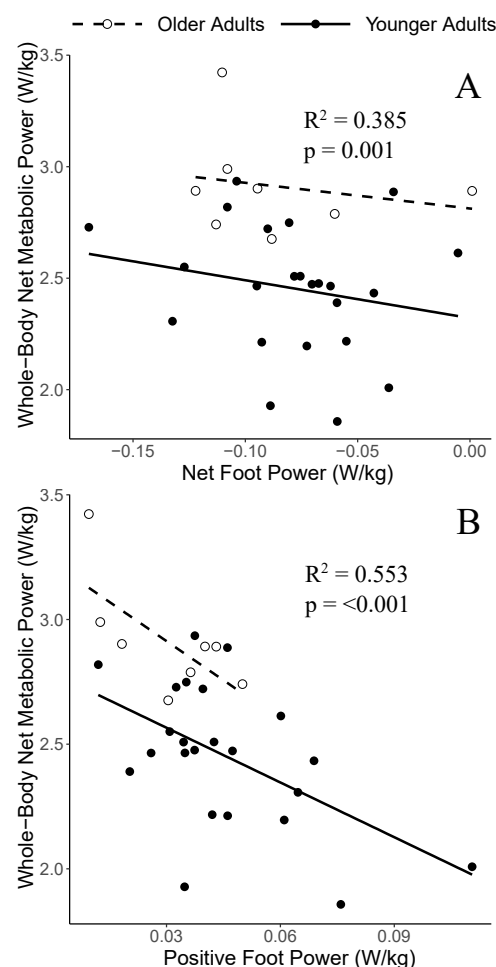 Older Adults Younger Adults
A
R² = 0.385
p = 0.001
Whole−Body Net Metabolic Power (W/kg)
3.5
3.0
2.5
2.0
−0.15 −0.10 −0.05 0.00
Net Foot Power (W/kg)
B
R² = 0.553
p = <0.001
Whole−Body Net Metabolic Power (W/kg)
3.5
3.0
2.5
2.0
0.03 0.06 0.09
Positive Foot Power (W/kg)